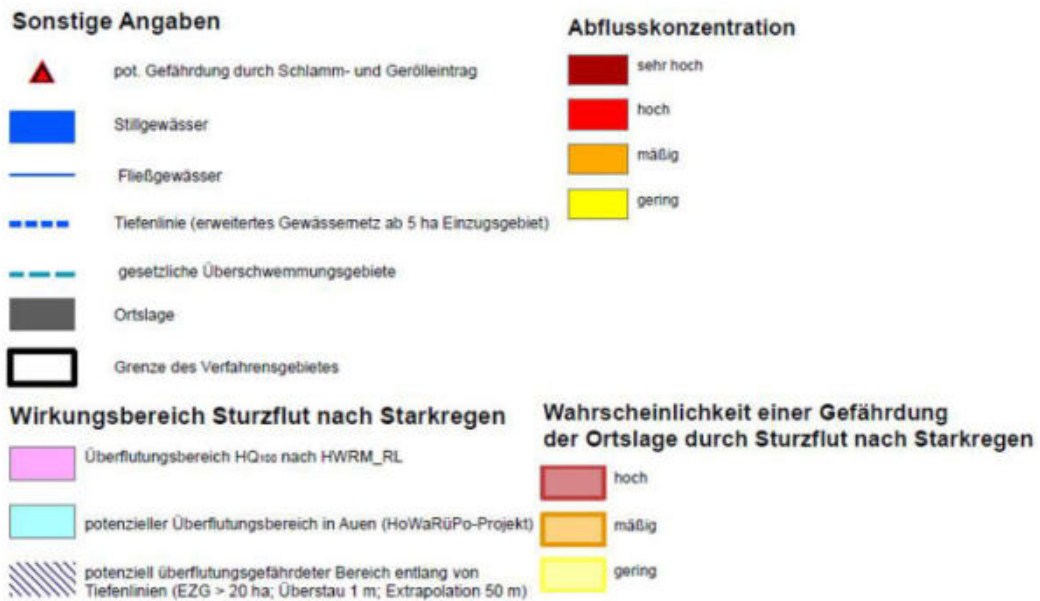 Sonstige Angaben
pot. Gefährdung durch Schlamm- und Gerölleintrag
Stillgewässer
Fließgewässer
Tiefenlinie (erweitertes Gewässernetz ab 5 ha Einzugsgebiet)
gesetzliche Überschwemmungsgebiete
Ortslage
Grenze des Verfahrensgebietes
Abflusskonzentration
sehr hoch
hoch
mäßig
gering
Wirkungsbereich Sturzflut nach Starkregen
Überflutungsbereich HQ100 nach HWRM_RL
potenzieller Überflutungsbereich in Auen (HoWaRüPo-Projekt)
potenziell überflutungsgefährdeter Bereich entlang von
Tiefenlinien (EZG > 20 ha; Überstau 1 m; Extrapolation 50 m)
Wahrscheinlichkeit einer Gefährdung
der Ortslage durch Sturzflut nach Starkregen
hoch
mäßig
gering